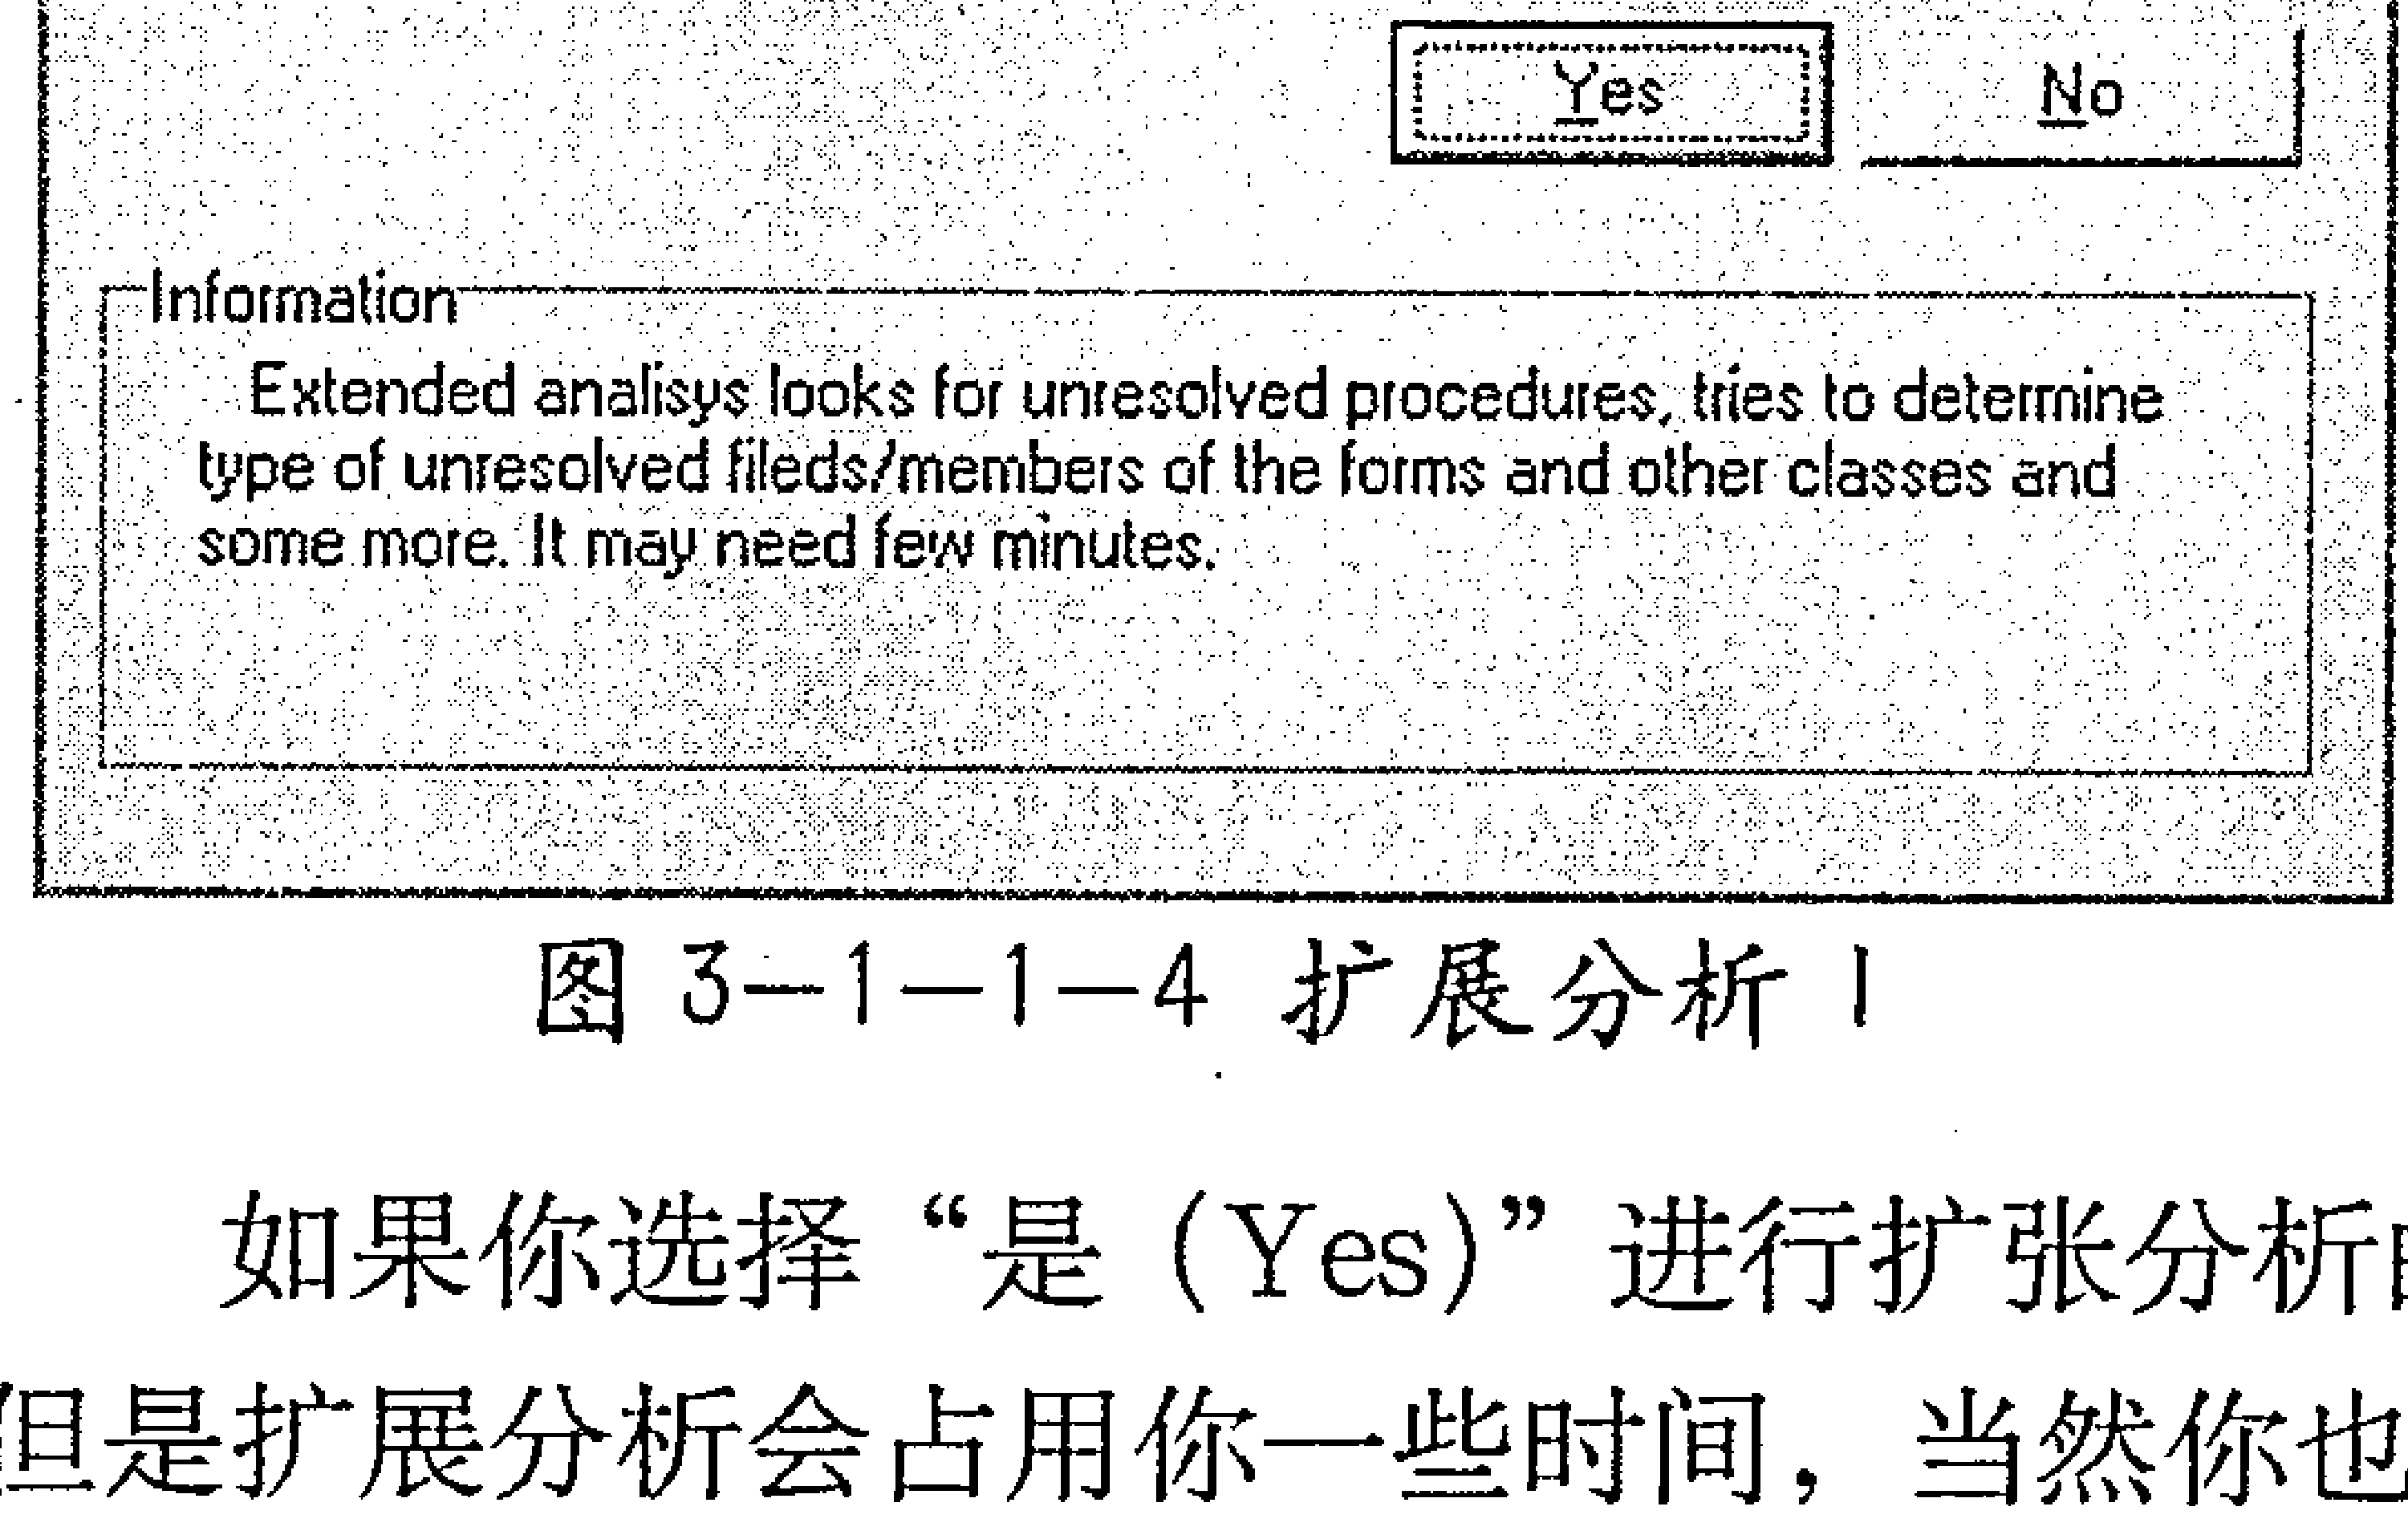 Yes No
Information
Extended analisys looks for unresolved procedures, tries to determine
type of unresolved fileds/members of the forms and other classes and
some more. It may need few minutes.
图 3-1-1-4 扩展分析 1
如果你选择“是(Yes)”进行扩张分析
但是扩展分析会占用你一些时间，当然你也